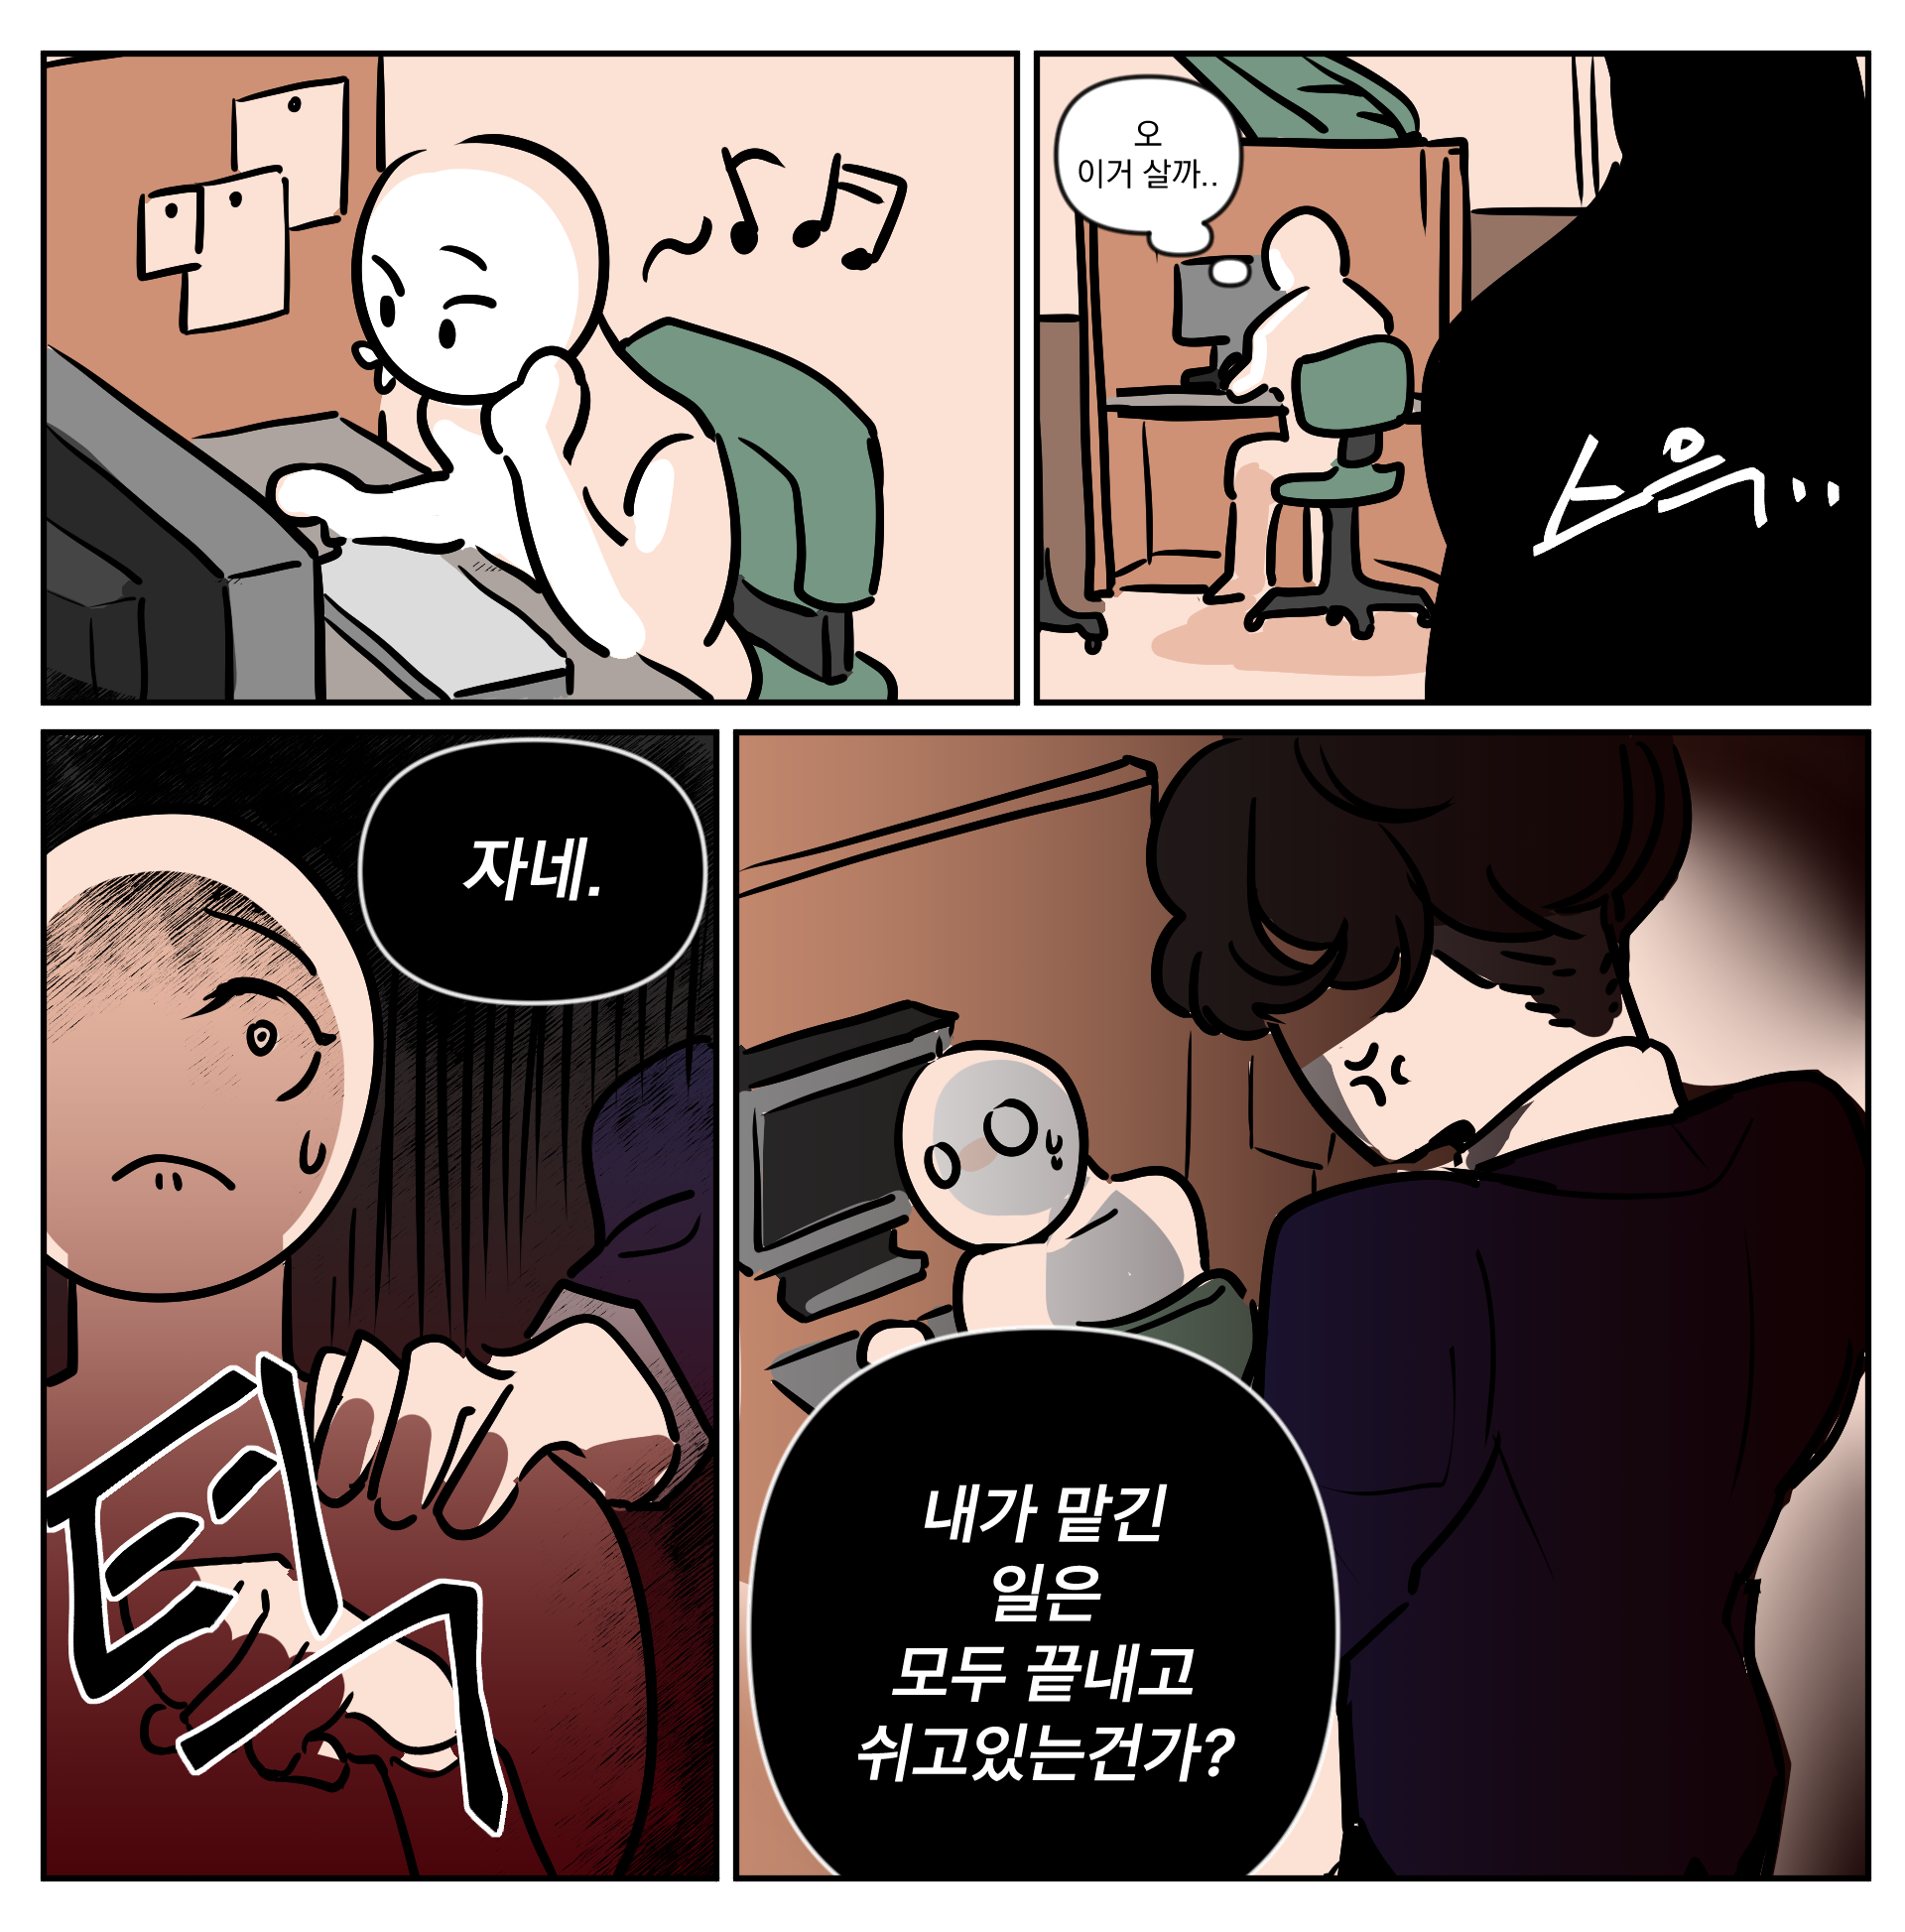 오
이거 살까..
스윽..
자네.
턱
내가 맡긴
일은
모두 끝내고
쉬고있는건가?